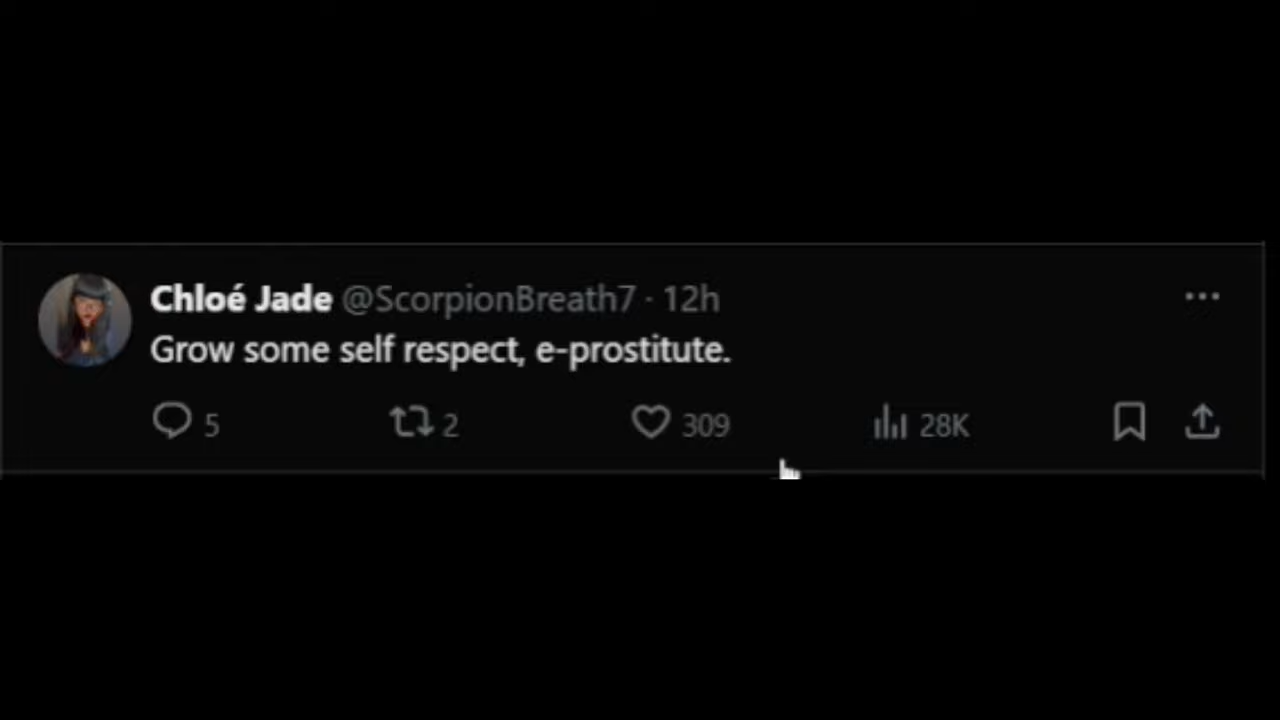 Chloé Jade @ScorpionBreath7 · 12h
Grow some self respect, e-prostitute.
5 2 309 28K